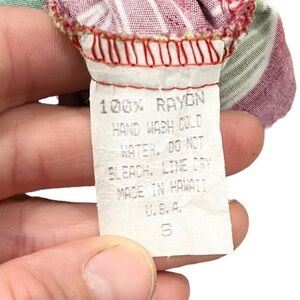 100% RAYON
HAND WASH COLD
WATER, DO NOT
BLEACH, LINE DRY
MADE IN HAWAII
U.S.A.
S